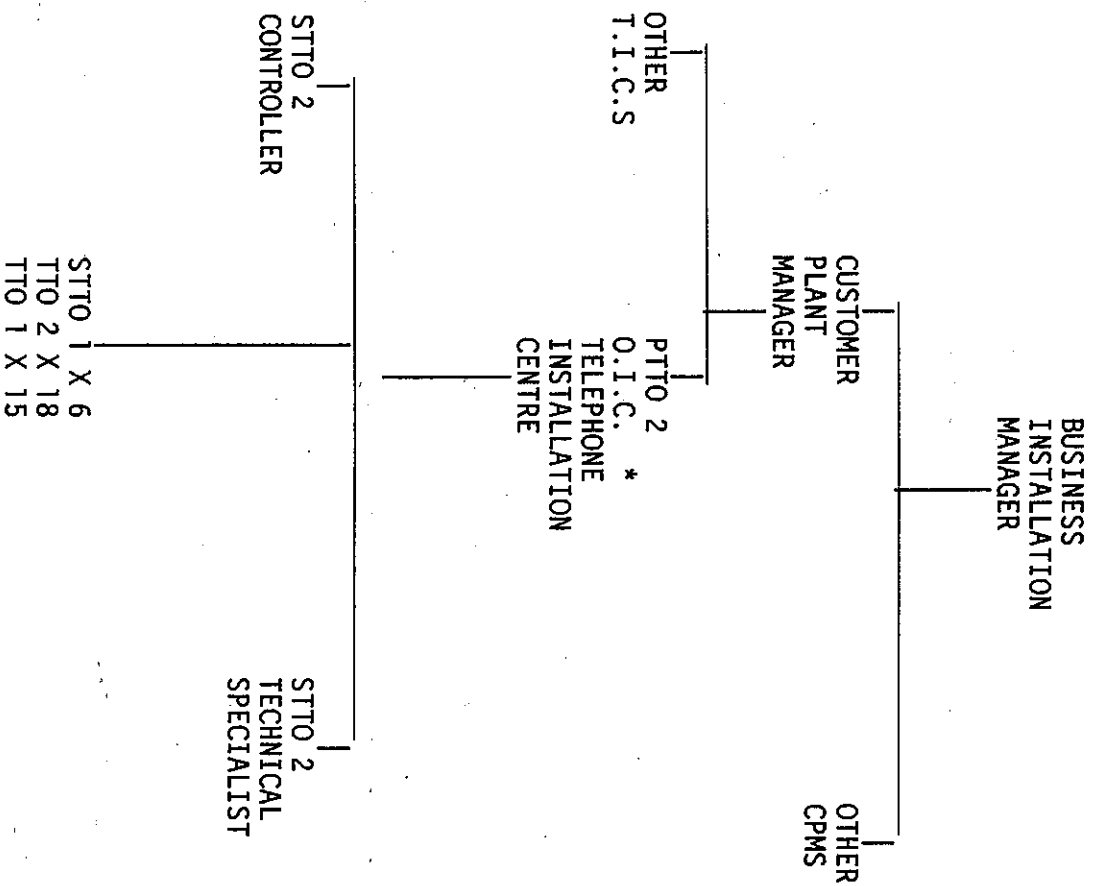 BUSINESS
INSTALLATION
MANAGER
CUSTOMER
PLANT
MANAGER
OTHER
CPMS
OTHER
T.I.C.S
PTTO 2
O.I.C. *
TELEPHONE
INSTALLATION
CENTRE
STTO 2
CONTROLLER
STTO 2
TECHNICAL
SPECIALIST
STTO 1 X 6
TTO 2 X 18
TTO 1 X 15